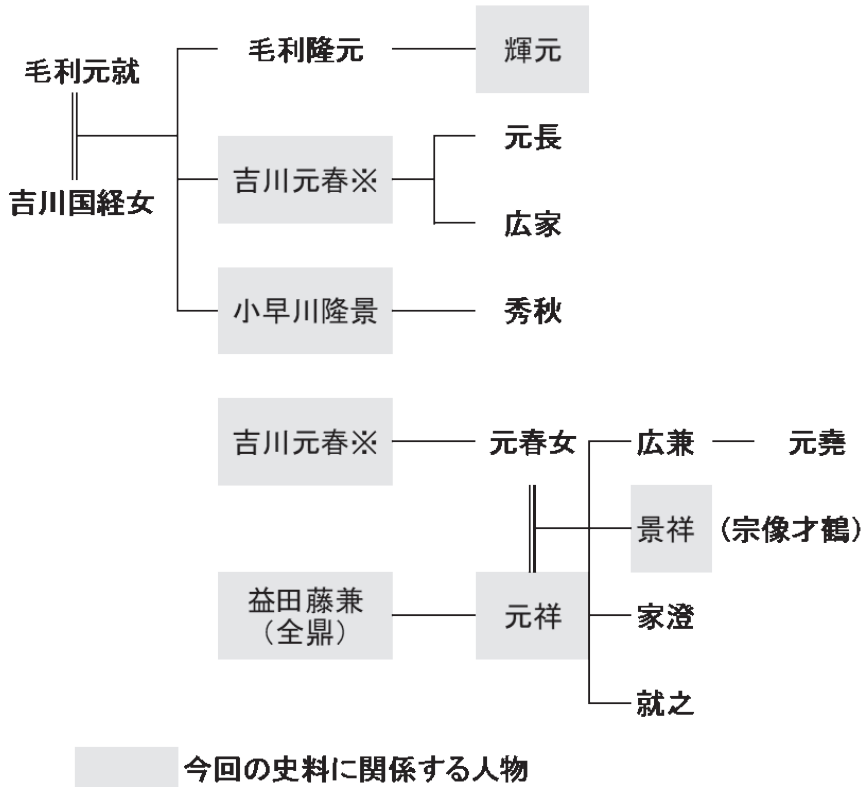 毛利隆元
輝元
毛利元就
元長
吉川元春※
吉川国経女
広家
小早川隆景
秀秋
吉川元春※
元春女
広兼
元堯
景祥
(宗像才鶴)
益田藤兼
(全鼎)
元祥
家澄
就之
今回の史料に関係する人物